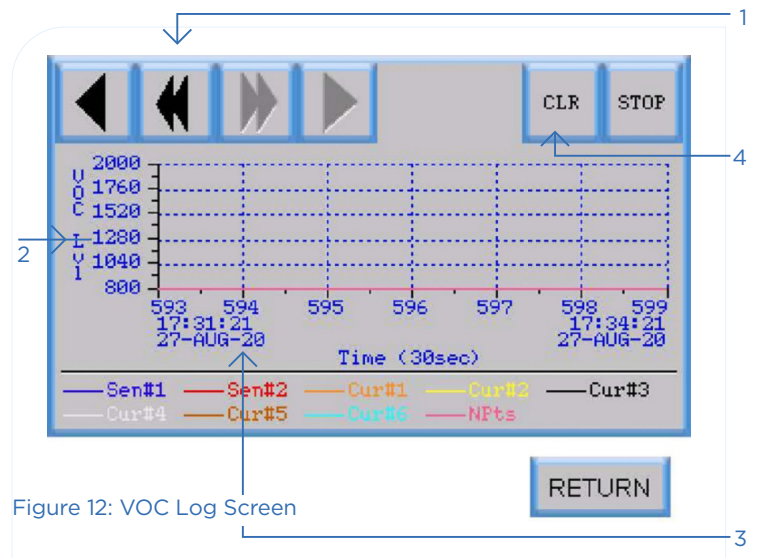 1
CLR STOP
4
2000
1760
1520
1280
1040
800
VOC Lvl
2
593 594 595 596 597 598 599
17:31:21 17:34:21
27-AUG-20 27-AUG-20
Time (30sec)
Sen#1 Sen#2 Cur#1 Cur#2 Cur#3
Cur#4 Cur#5 Cur#6 NPts
RETURN
Figure 12: VOC Log Screen
3